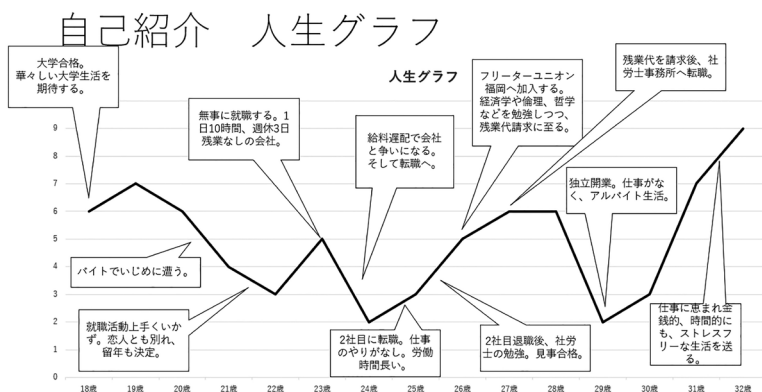 自己紹介　人生グラフ
人生グラフ
大学合格。
華々しい大学生活を
期待する。
無事に就職する。1
日10時間、週休3日
残業なしの会社。
給料遅配で会社
と争いになる。
そして転職へ。
フリーターユニオン
福岡へ加入する。
経済学や倫理、哲学
などを勉強しつつ、
残業代請求に至る。
残業代を請求後、社
労士事務所へ転職。
独立開業。仕事がな
く、アルバイト生活。
バイトでいじめに遭う。
就職活動上手くいか
ず。恋人とも別れ、
留年も決定。
2社目に転職。仕事
のやりがなし。労働
時間長い。
2社目退職後、社労
士の勉強。見事合格。
仕事に恵まれ金
銭的、時間的に
も、ストレスフ
リーな生活を送
る。
9
8
7
6
5
4
3
2
1
0
18歳 19歳 20歳 21歳 22歳 23歳 24歳 25歳 26歳 27歳 28歳 29歳 30歳 31歳 32歳